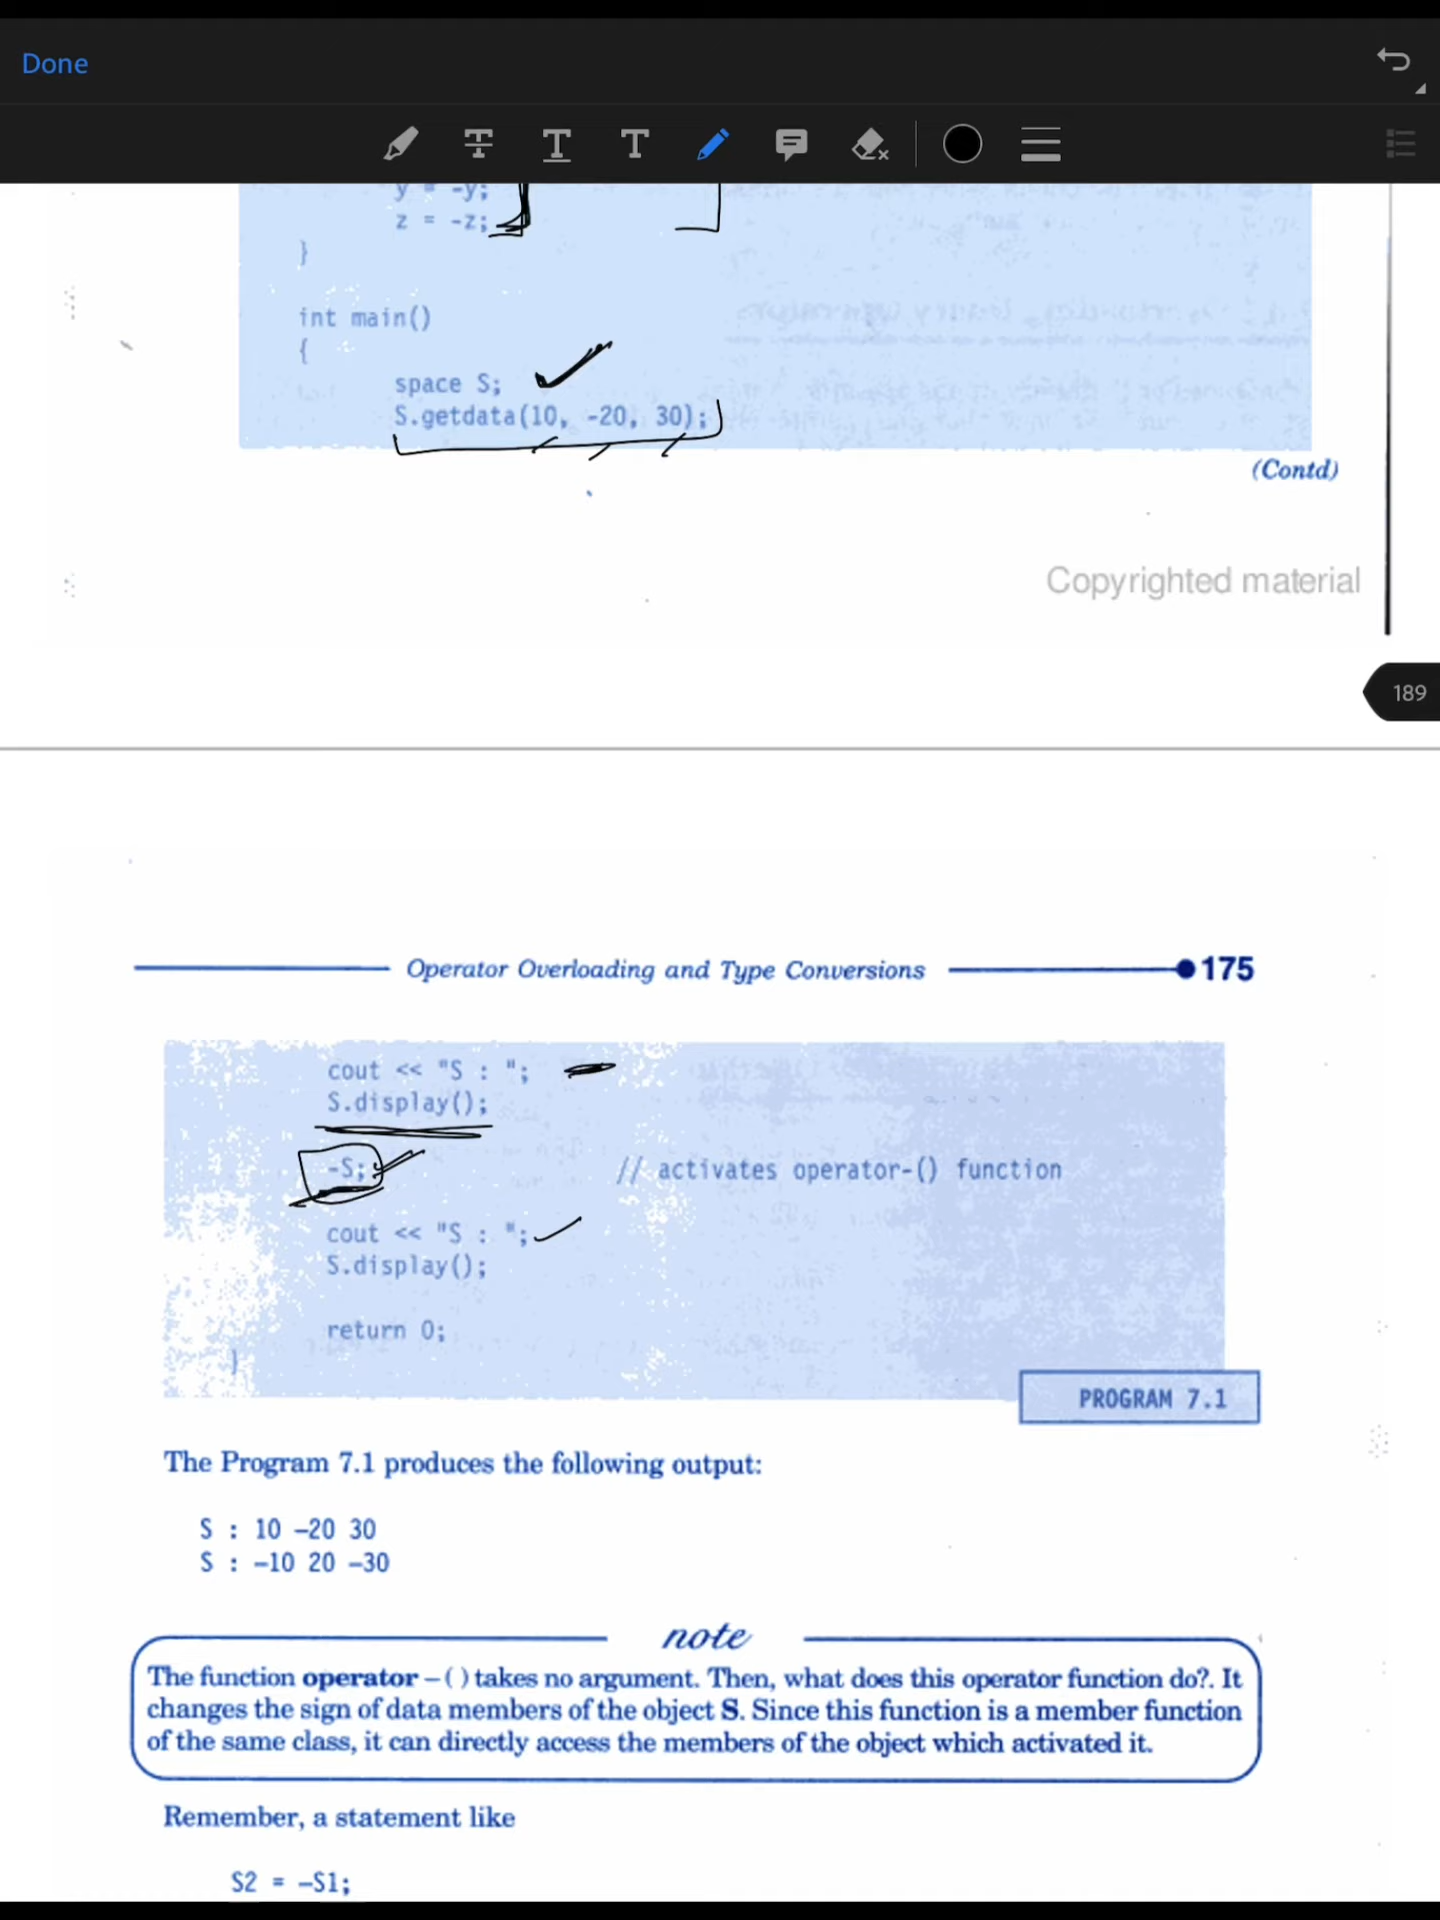 Done
y = -y;
z = -z;
}
int main()
{
space S;
S.getdata(10, -20, 30);
(Contd)
Copyrighted material
189
Operator Overloading and Type Conversions 175
cout << "S : ";
S.display();
-S; // activates operator-() function
cout << "S : ";
S.display();
return 0;
}
PROGRAM 7.1
The Program 7.1 produces the following output:
S : 10 –20 30
S : –10 20 –30
note
The function operator – ( ) takes no argument. Then, what does this operator function do?. It
changes the sign of data members of the object S. Since this function is a member function
of the same class, it can directly access the members of the object which activated it.
Remember, a statement like
S2 = –S1;